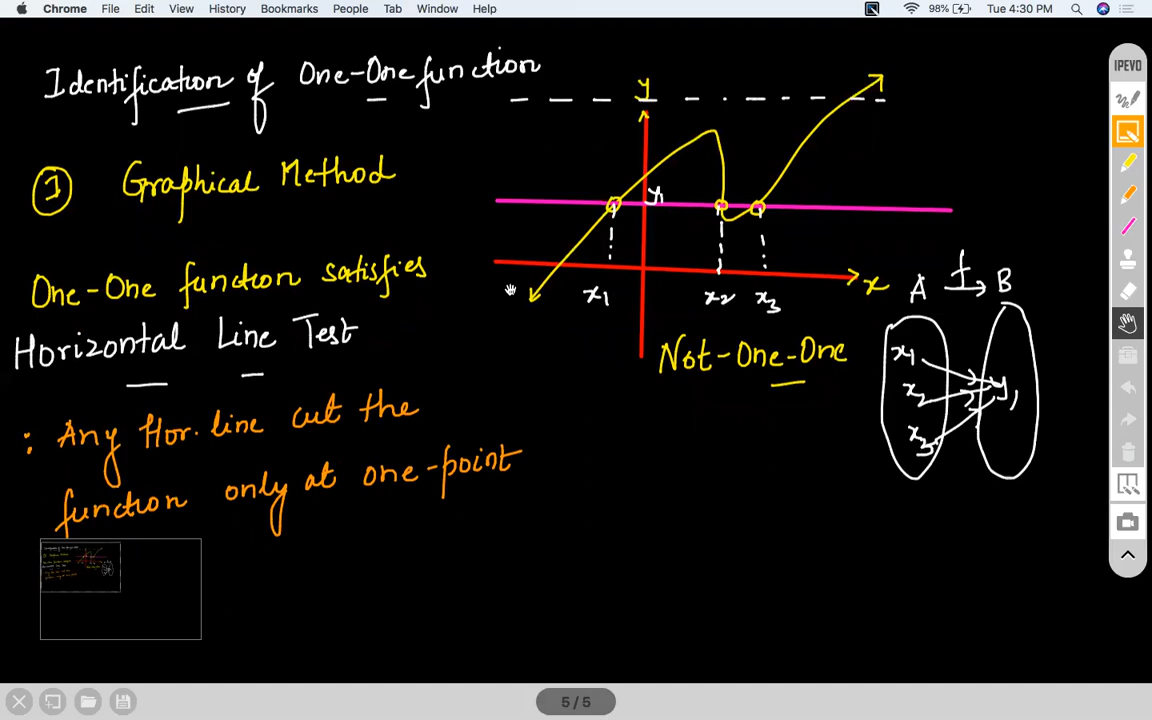 Chrome File Edit View History Bookmarks People Tab Window Help 98% Tue 4:30 PM
Identification of One-One function
IPEVO
① Graphical Method
y
y1
One-One function satisfies
x1 x2 x3 x
A f B
Horizontal Line Test
Not-One-One
x1
x2 y1
x3
: Any Hor. line cut the
function only at one-point
5 / 5